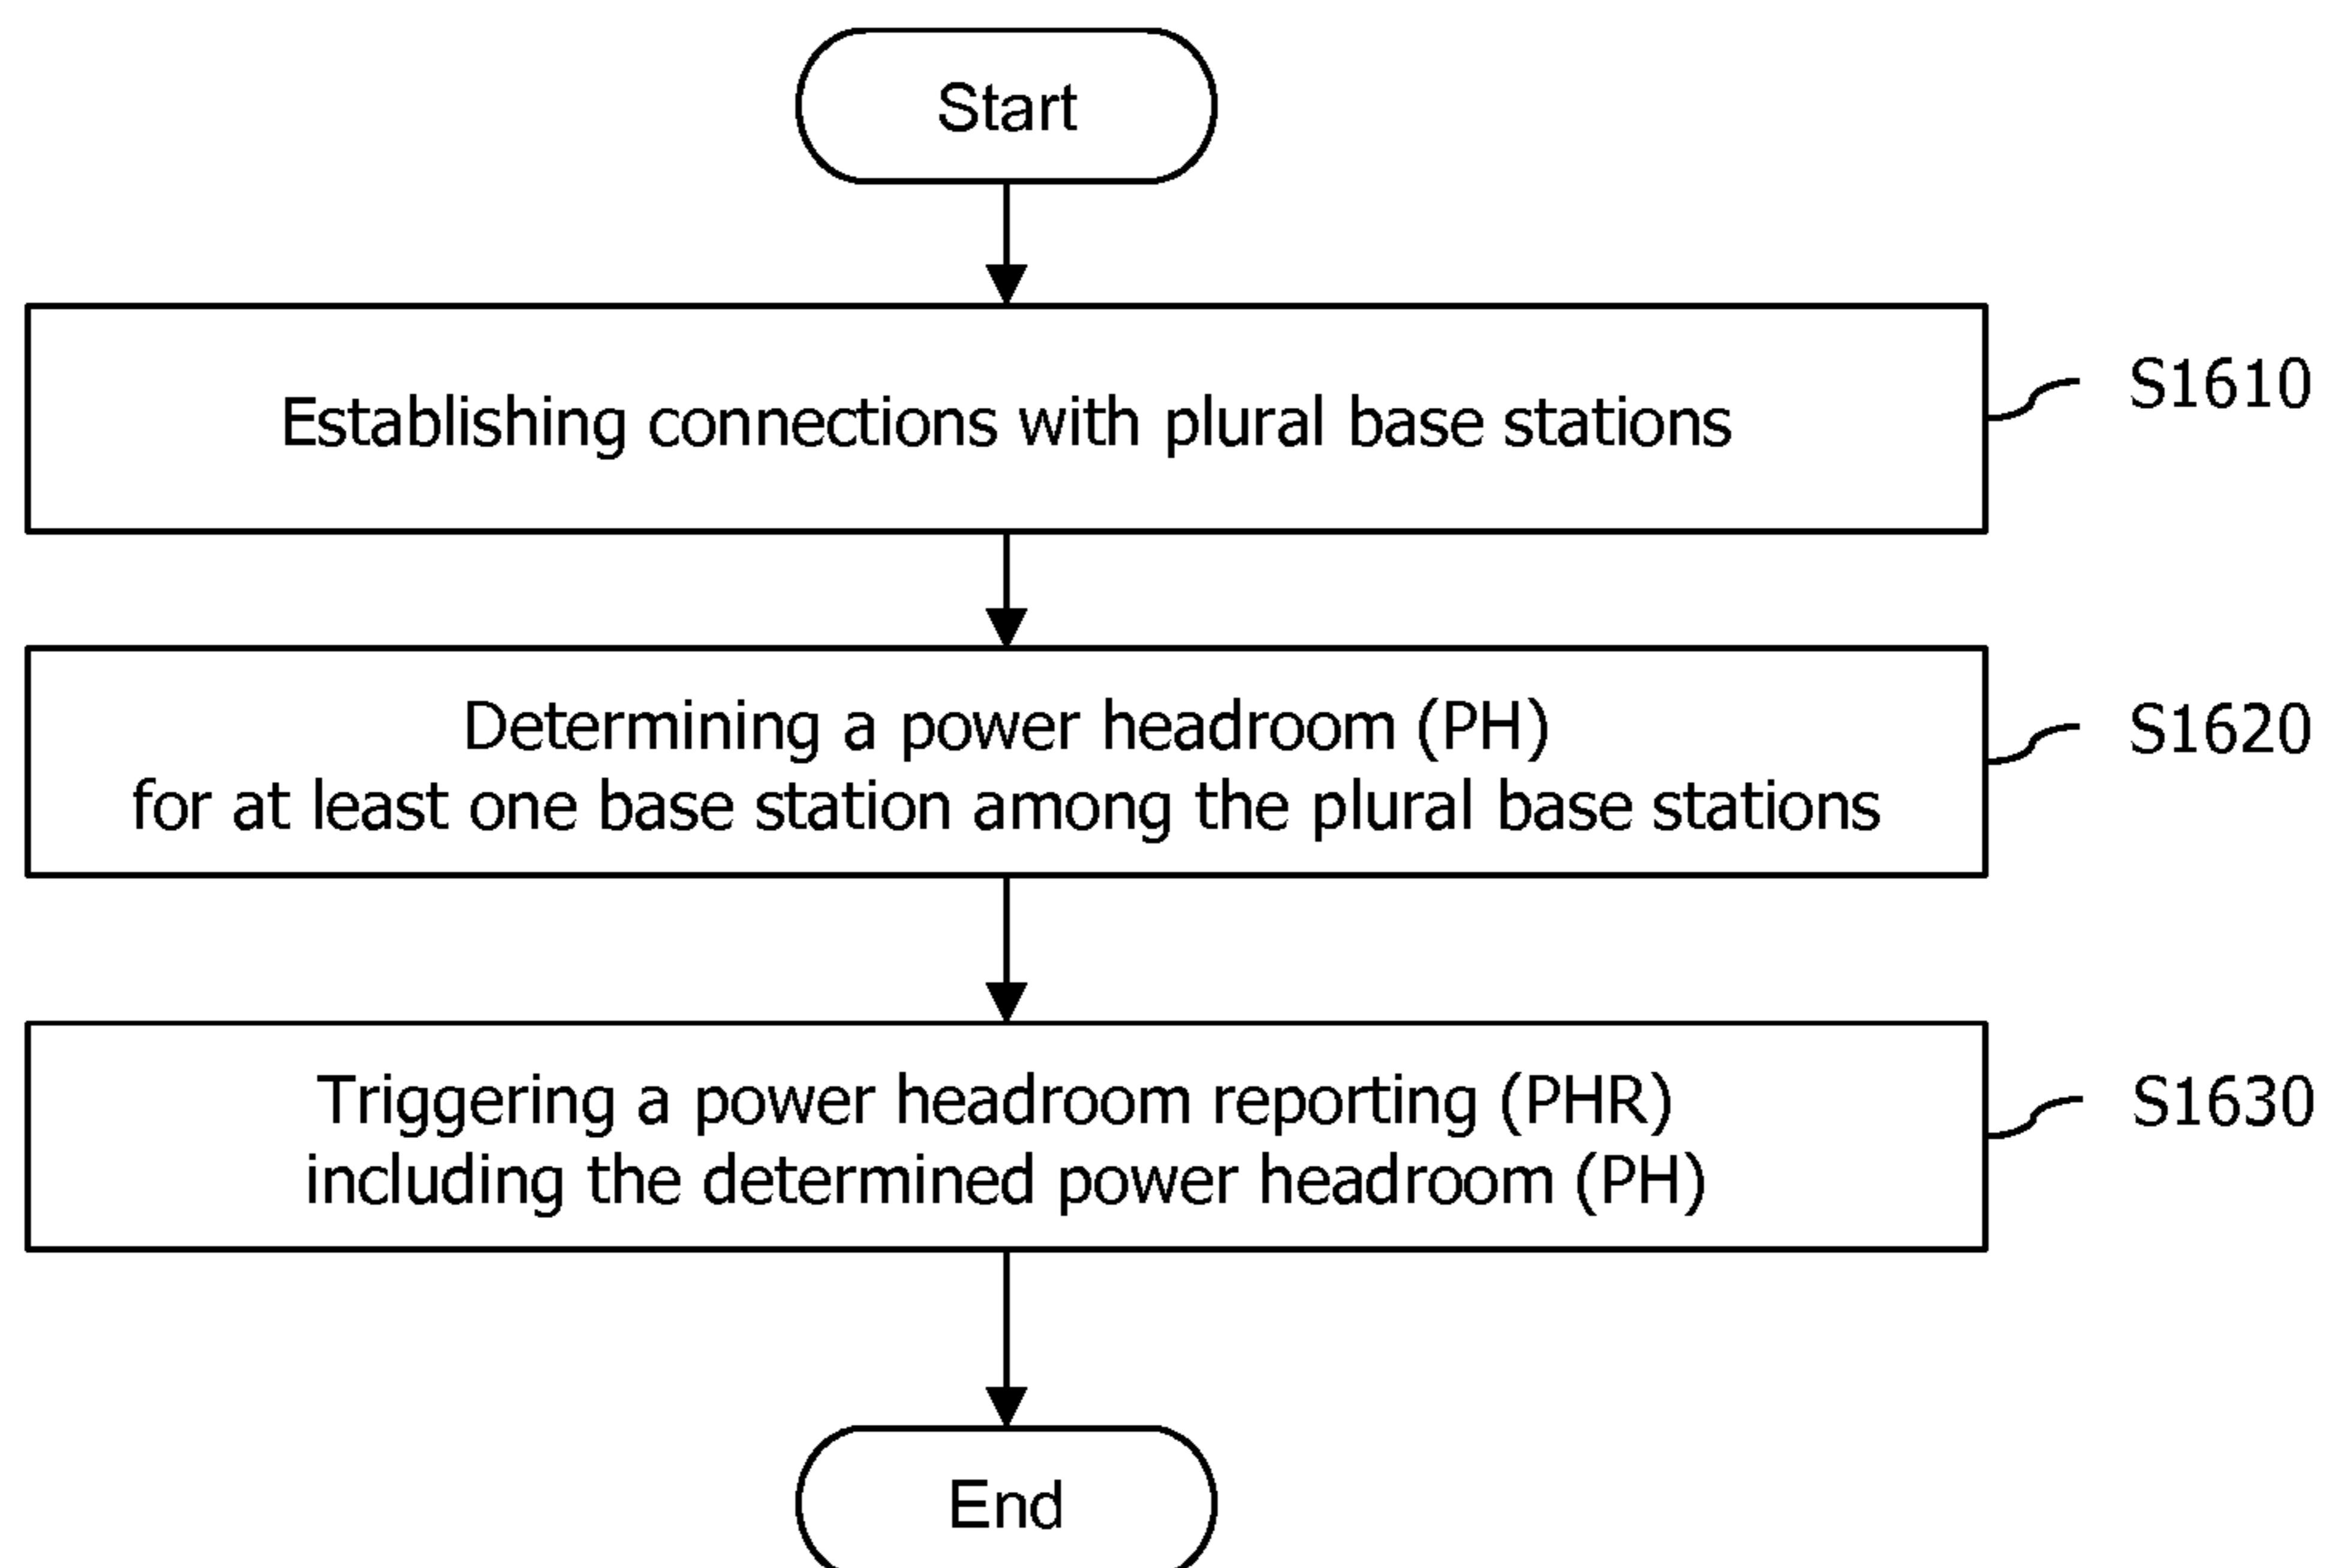 Start
Establishing connections with plural base stations
S1610
Determining a power headroom (PH)
for at least one base station among the plural base stations
S1620
Triggering a power headroom reporting (PHR)
including the determined power headroom (PH)
S1630
End